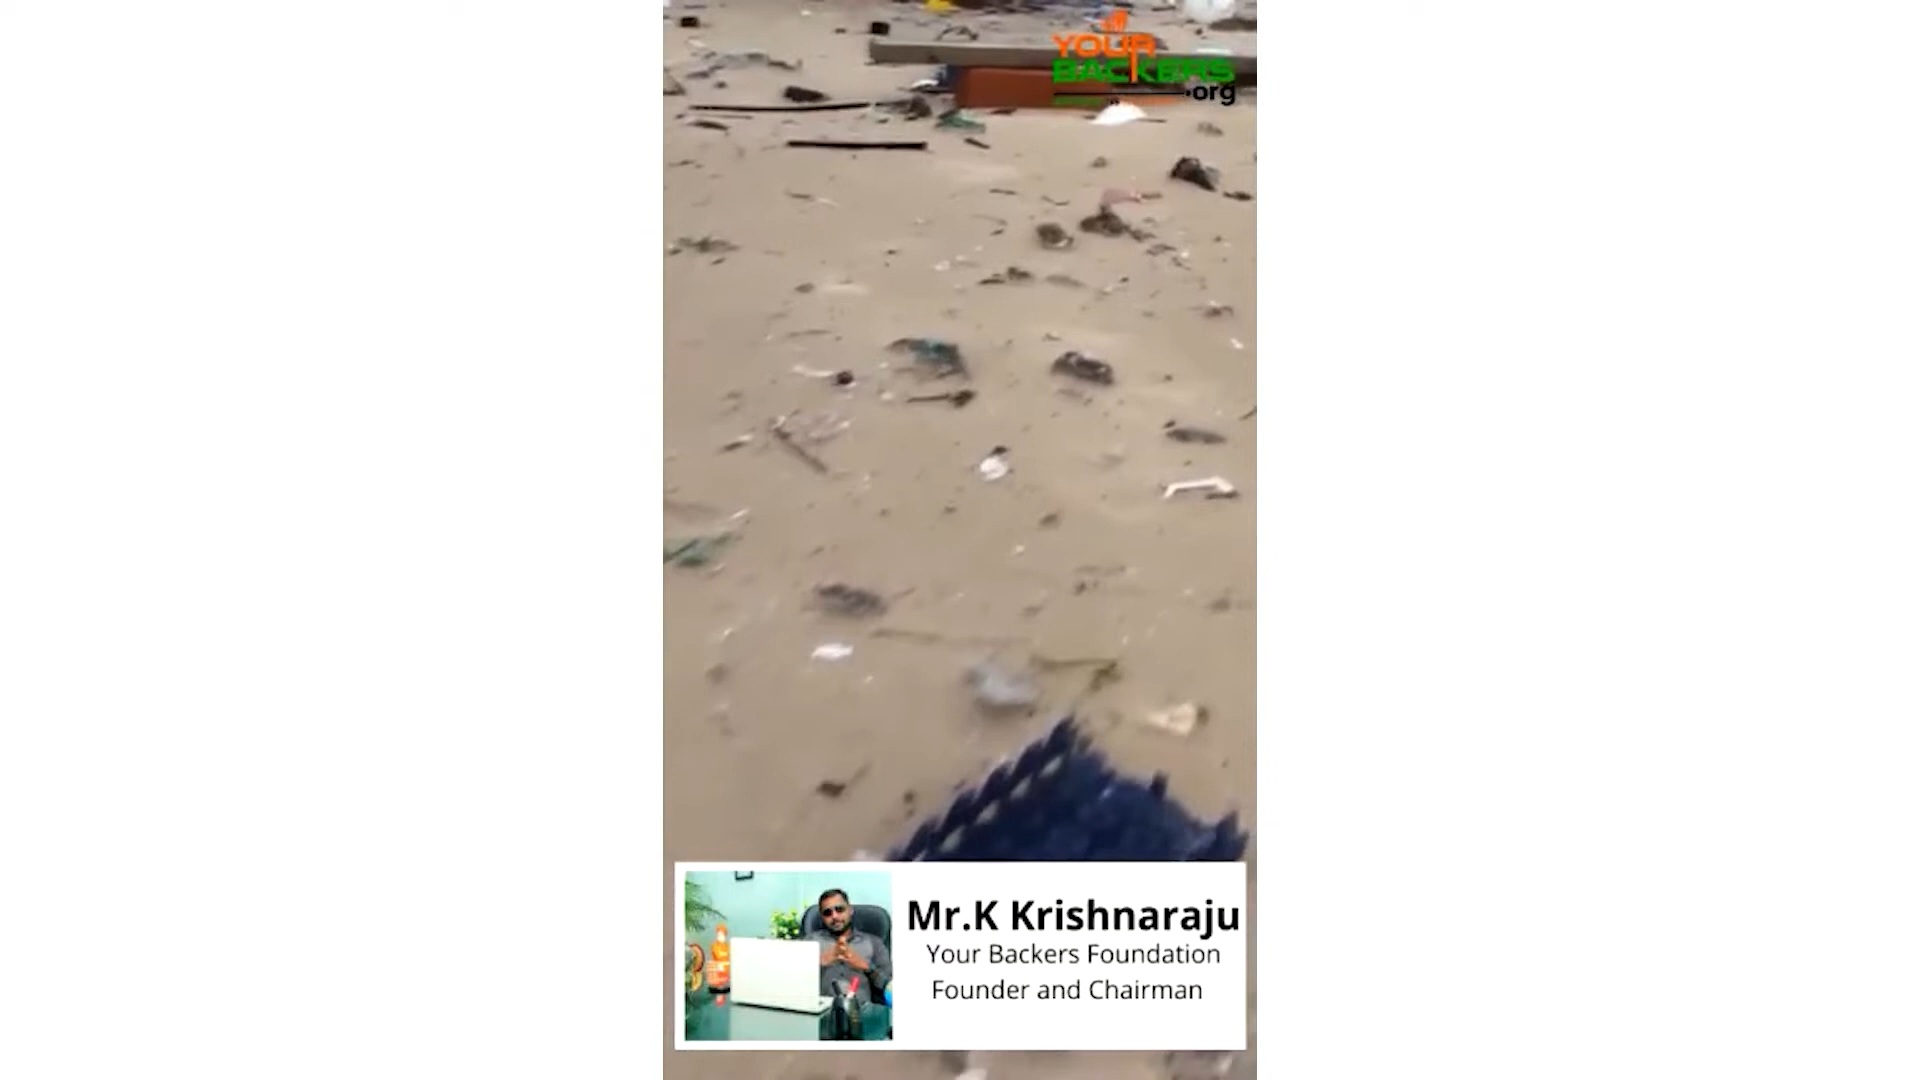 YOUR
BACKERS
.org
Mr.K Krishnaraju
Your Backers Foundation
Founder and Chairman